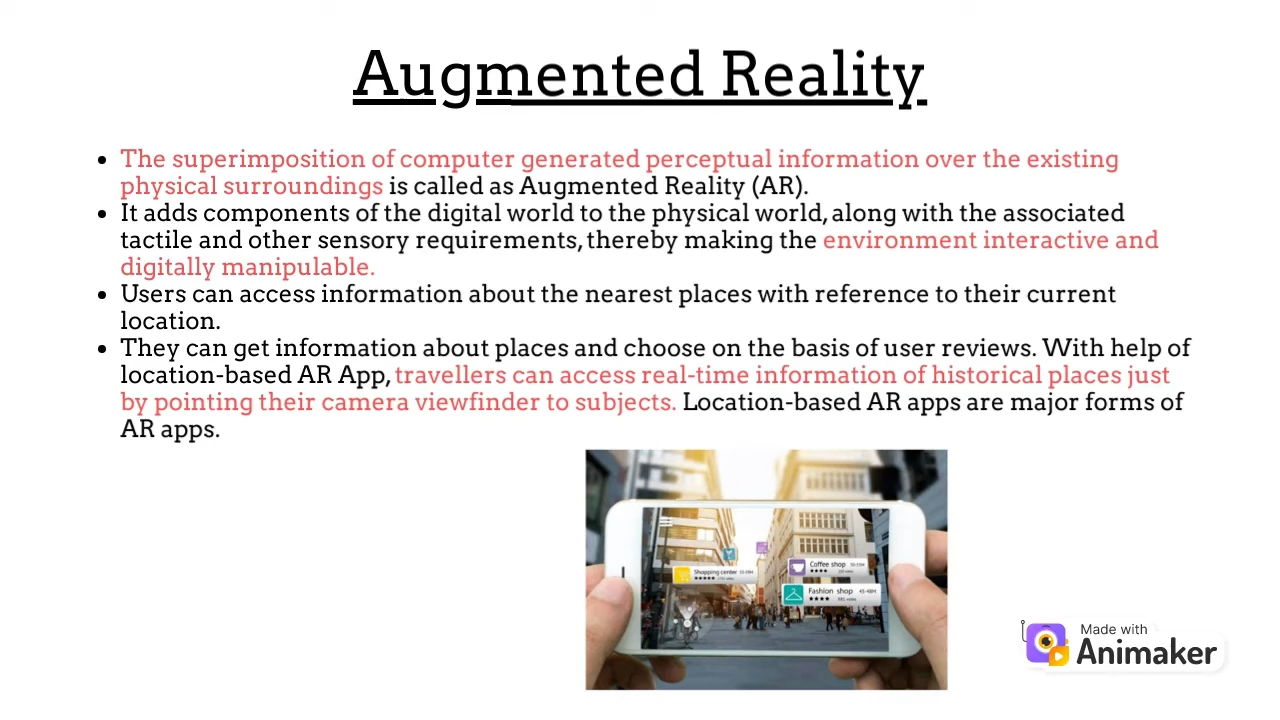 Augmented Reality
The superimposition of computer generated perceptual information over the existing
physical surroundings is called as Augmented Reality (AR).
It adds components of the digital world to the physical world, along with the associated
tactile and other sensory requirements, thereby making the environment interactive and
digitally manipulable.
Users can access information about the nearest places with reference to their current
location.
They can get information about places and choose on the basis of user reviews. With help of
location-based AR App, travellers can access real-time information of historical places just
by pointing their camera viewfinder to subjects. Location-based AR apps are major forms of
AR apps.
Coffee shop
Shopping center
Fashion shop
Made with
Animaker